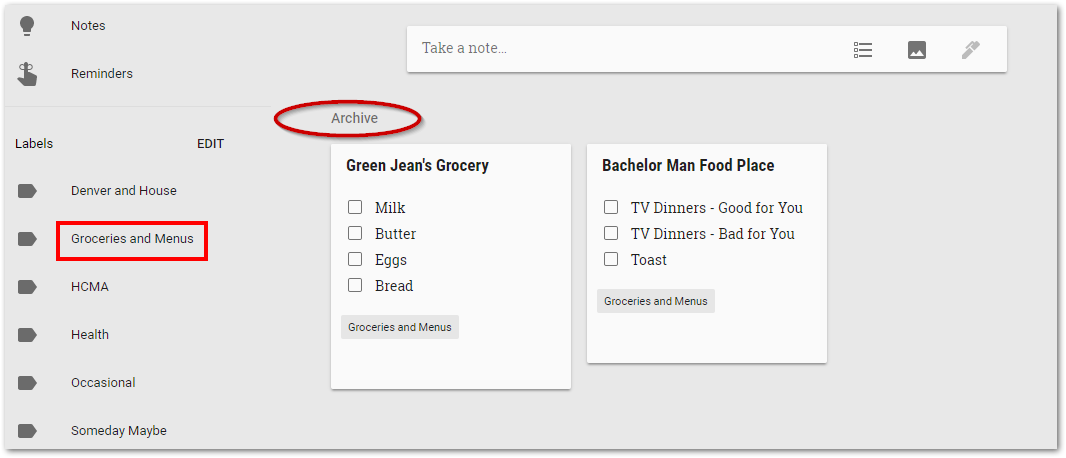 Notes
Reminders
Labels EDIT
Denver and House
Groceries and Menus
HCMA
Health
Occasional
Someday Maybe
Take a note...
Archive
Green Jean's Grocery
Milk
Butter
Eggs
Bread
Groceries and Menus
Bachelor Man Food Place
TV Dinners - Good for You
TV Dinners - Bad for You
Toast
Groceries and Menus